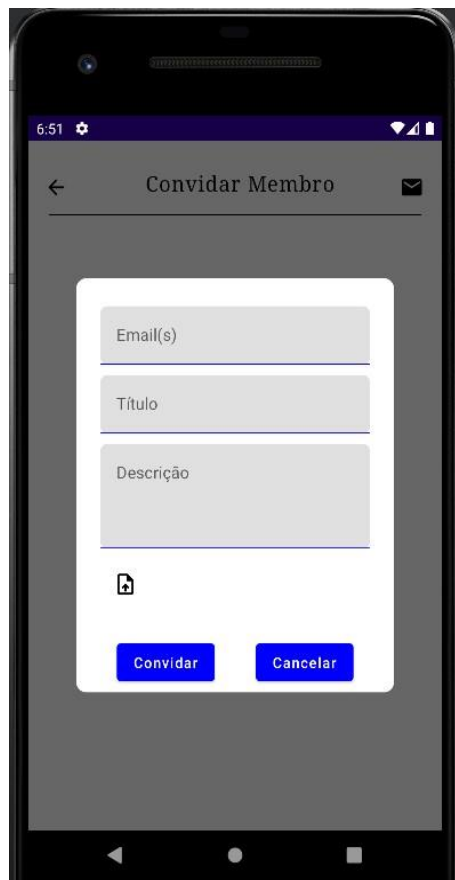 6:51
Convidar Membro
Email(s)
Título
Descrição
Convidar
Cancelar